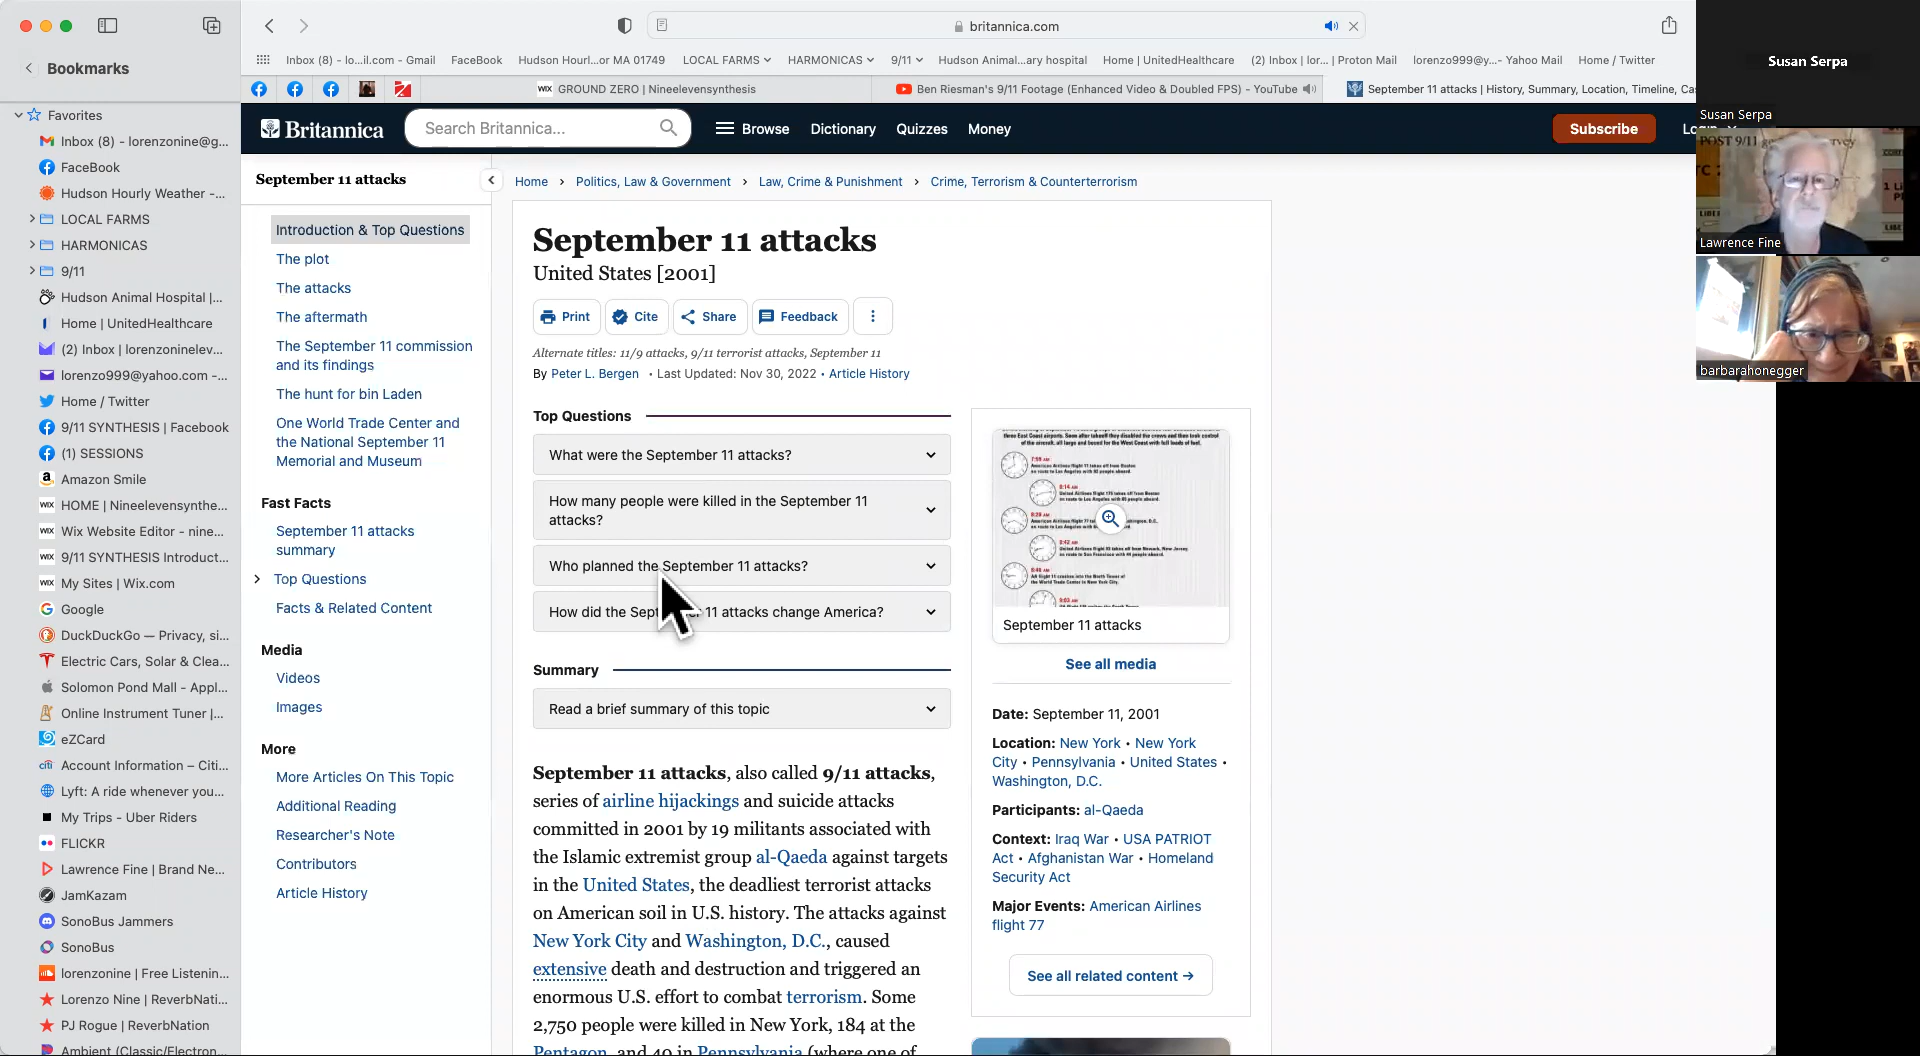 britannica.com
Inbox (8) - lo...il.com - Gmail FaceBook Hudson Hourl...or MA 01749 LOCAL FARMS HARMONICAS 9/11 Hudson Animal...ary hospital Home | UnitedHealthcare (2) Inbox | lor... | Proton Mail lorenzo999@y...- Yahoo Mail Home / Twitter
WIX GROUND ZERO | Nineelevensynthesis
Ben Riesman's 9/11 Footage (Enhanced Video & Doubled FPS) - YouTube
September 11 attacks | History, Summary, Location, Timeline, Ca
Bookmarks
Favorites
Inbox (8) - lorenzonine@g...
FaceBook
Hudson Hourly Weather -...
LOCAL FARMS
HARMONICAS
9/11
Hudson Animal Hospital |...
Home | UnitedHealthcare
(2) Inbox | lorenzoninelev...
lorenzo999@yahoo.com -...
Home / Twitter
9/11 SYNTHESIS | Facebook
(1) SESSIONS
Amazon Smile
WIX HOME | Nineelevensynthe...
WIX Wix Website Editor - nine...
WIX 9/11 SYNTHESIS Introduct...
WIX My Sites | Wix.com
Google
DuckDuckGo — Privacy, si...
Electric Cars, Solar & Clea...
Solomon Pond Mall - Appl...
Online Instrument Tuner |...
eZCard
citi Account Information – Citi...
Lyft: A ride whenever you...
My Trips - Uber Riders
FLICKR
Lawrence Fine | Brand Ne...
JamKazam
SonoBus Jammers
SonoBus
lorenzonine | Free Listenin...
Lorenzo Nine | ReverbNati...
PJ Rogue | ReverbNation
Ambient (Classic/Electron...
Britannica
Search Britannica...
Browse Dictionary Quizzes Money
Subscribe
September 11 attacks
Introduction & Top Questions
The plot
The attacks
The aftermath
The September 11 commission
and its findings
The hunt for bin Laden
One World Trade Center and
the National September 11
Memorial and Museum
Fast Facts
September 11 attacks
summary
Top Questions
Facts & Related Content
Media
Videos
Images
More
More Articles On This Topic
Additional Reading
Researcher's Note
Contributors
Article History
Home > Politics, Law & Government > Law, Crime & Punishment > Crime, Terrorism & Counterterrorism
September 11 attacks
United States [2001]
Print Cite Share Feedback
Alternate titles: 11/9 attacks, 9/11 terrorist attacks, September 11
By Peter L. Bergen • Last Updated: Nov 30, 2022 • Article History
Top Questions
What were the September 11 attacks?
How many people were killed in the September 11
attacks?
Who planned the September 11 attacks?
How did the Sept 11 attacks change America?
Summary
Read a brief summary of this topic
September 11 attacks, also called 9/11 attacks,
series of airline hijackings and suicide attacks
committed in 2001 by 19 militants associated with
the Islamic extremist group al-Qaeda against targets
in the United States, the deadliest terrorist attacks
on American soil in U.S. history. The attacks against
New York City and Washington, D.C., caused
extensive death and destruction and triggered an
enormous U.S. effort to combat terrorism. Some
2,750 people were killed in New York, 184 at the
Pentagon, and 40 in Pennsylvania (where one of
September 11 attacks
See all media
Date: September 11, 2001
Location: New York • New York
City • Pennsylvania • United States •
Washington, D.C.
Participants: al-Qaeda
Context: Iraq War • USA PATRIOT
Act • Afghanistan War • Homeland
Security Act
Major Events: American Airlines
flight 77
See all related content →
Susan Serpa
Susan Serpa
POST 9/11
Lawrence Fine
barbarahonegger